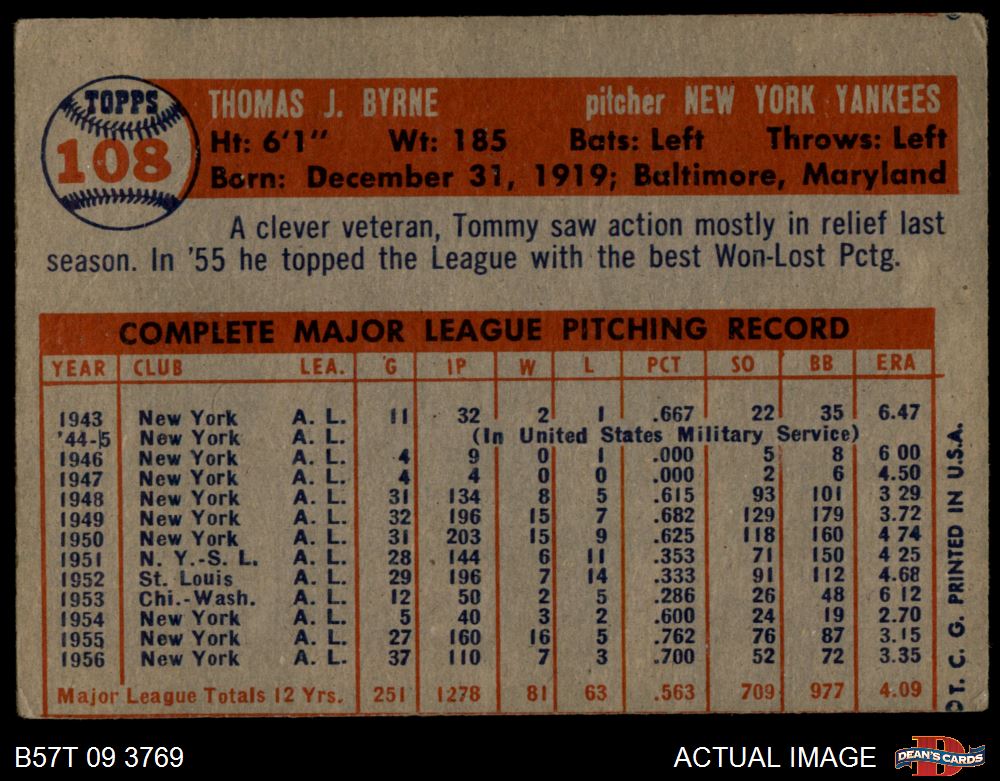 TOPPS
108
THOMAS J. BYRNE pitcher NEW YORK YANKEES
Ht: 6'1" Wt: 185 Bats: Left Throws: Left
Born: December 31, 1919; Baltimore, Maryland
A clever veteran, Tommy saw action mostly in relief last
season. In '55 he topped the League with the best Won-Lost Pctg.
COMPLETE MAJOR LEAGUE PITCHING RECORD
YEAR CLUB LEA. G IP W L PCT SO BB ERA
1943 New York A. L. 11 32 2 1 .667 22 35 6.47
'44-5 New York A. L. (In United States Military Service)
1946 New York A. L. 4 9 0 1 .000 5 8 6 00
1947 New York A. L. 4 4 0 0 .000 2 6 4.50
1948 New York A. L. 31 134 8 5 .615 93 101 3 29
1949 New York A. L. 32 196 15 7 .682 129 179 3.72
1950 New York A. L. 31 203 15 9 .625 118 160 4 74
1951 N. Y.-S. L. A. L. 28 144 6 11 .353 71 150 4 25
1952 St. Louis A. L. 29 196 7 14 .333 91 112 4.68
1953 Chi.-Wash. A. L. 12 50 2 5 .286 26 48 6 12
1954 New York A. L. 5 40 3 2 .600 24 19 2.70
1955 New York A. L. 27 160 16 5 .762 76 87 3.15
1956 New York A. L. 37 110 7 3 .700 52 72 3.35
Major League Totals 12 Yrs. 251 1278 81 63 .563 709 977 4.09
© T. C. G. PRINTED IN U.S.A.
B57T 09 3769
ACTUAL IMAGE
DEAN'S CARDS